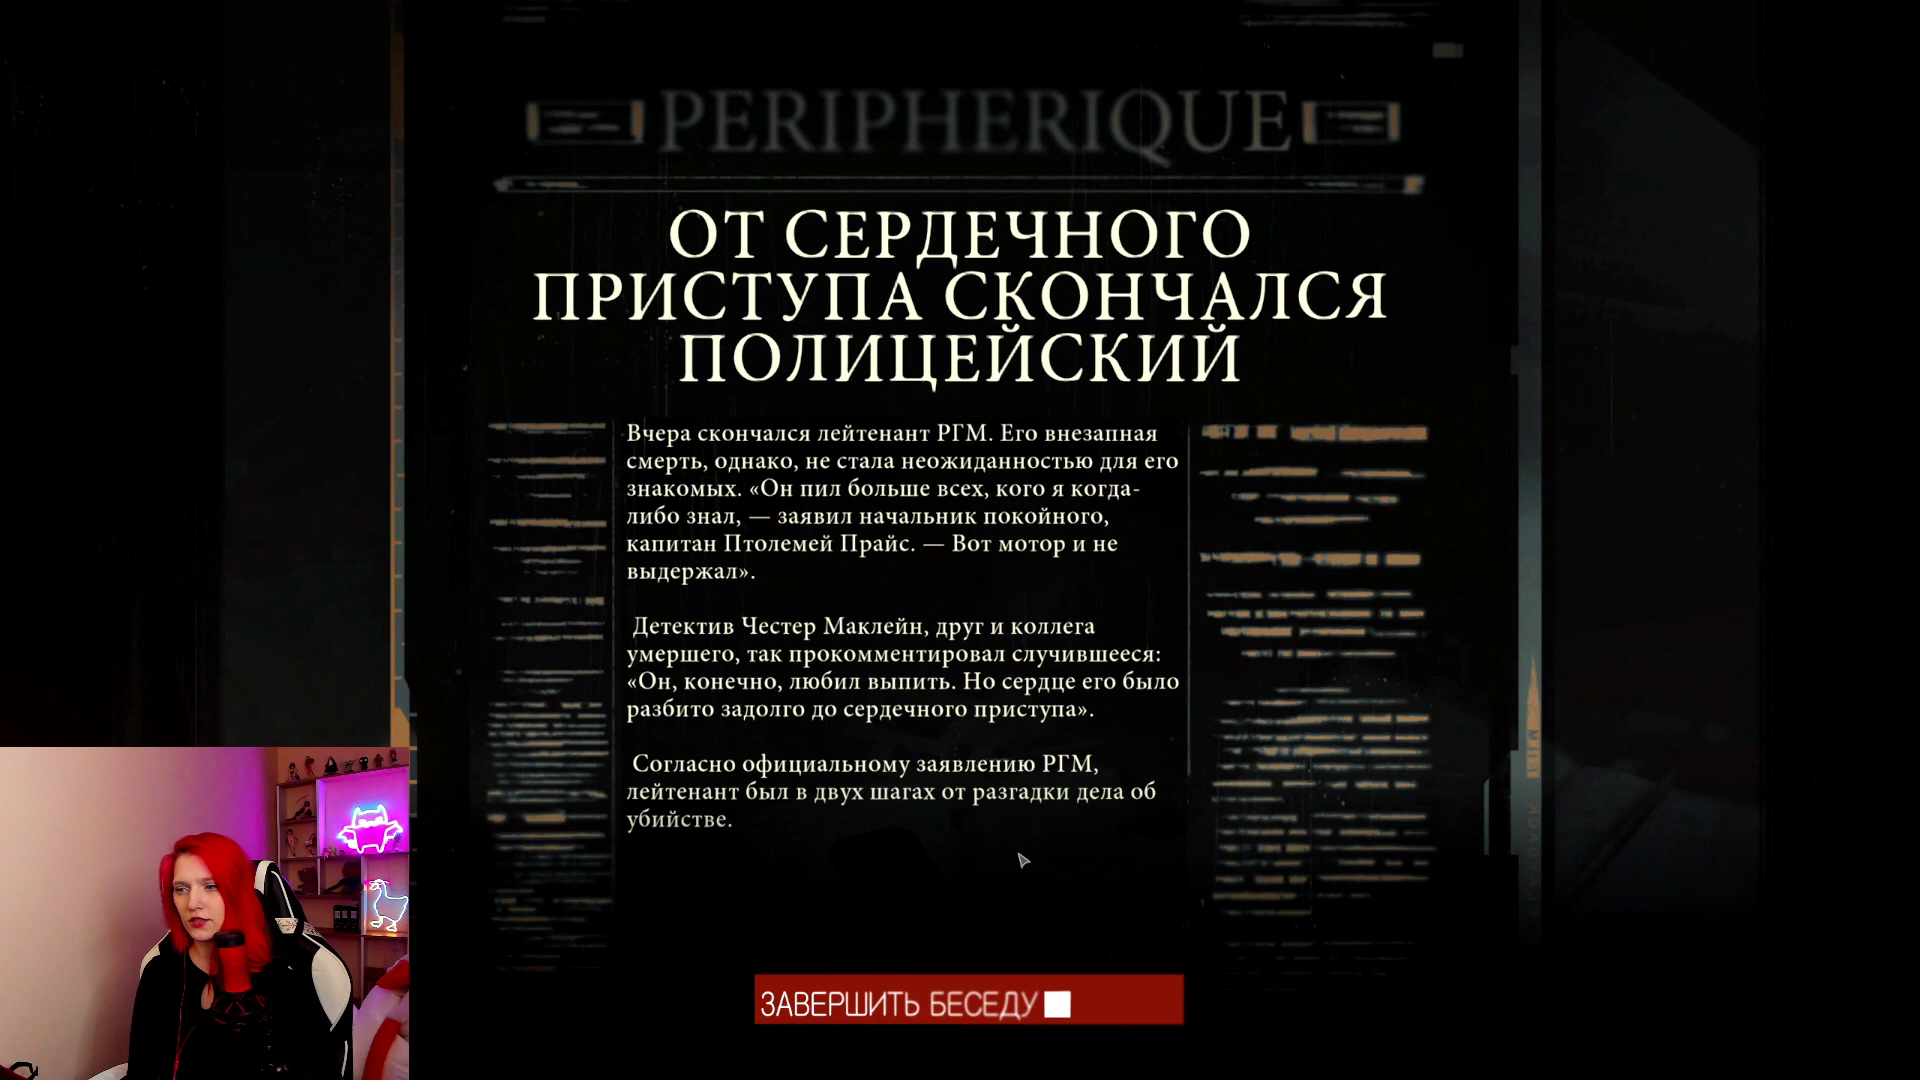 PERIPHERIQUE
ОТ СЕРДЕЧНОГО
ПРИСТУПА СКОНЧАЛСЯ
ПОЛИЦЕЙСКИЙ
Вчера скончался лейтенант РГМ. Его внезапная
смерть, однако, не стала неожиданностью для его
знакомых. «Он пил больше всех, кого я когда-
либо знал, — заявил начальник покойного,
капитан Птолемей Прайс. — Вот мотор и не
выдержал».
Детектив Честер Маклейн, друг и коллега
умершего, так прокомментировал случившееся:
«Он, конечно, любил выпить. Но сердце его было
разбито задолго до сердечного приступа».
Согласно официальному заявлению РГМ,
лейтенант был в двух шагах от разгадки дела об
убийстве.
ЗАВЕРШИТЬ БЕСЕДУ